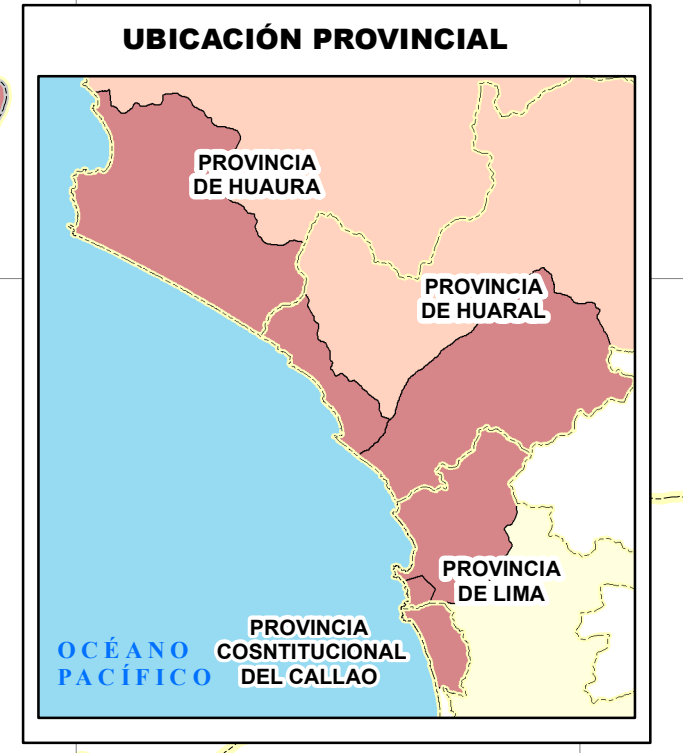 UBICACIÓN PROVINCIAL
PROVINCIA
DE HUAURA
PROVINCIA
DE HUARAL
PROVINCIA
DE LIMA
PROVINCIA
COSNTITUCIONAL
DEL CALLAO
OCÉANO
PACÍFICO